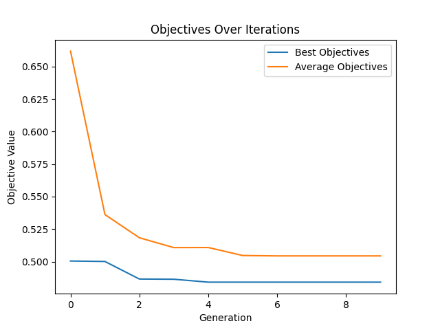 Objectives Over Iterations
Best Objectives
Average Objectives
Objective Value
0.650
0.625
0.600
0.575
0.550
0.525
0.500
0
2
4
6
8
Generation